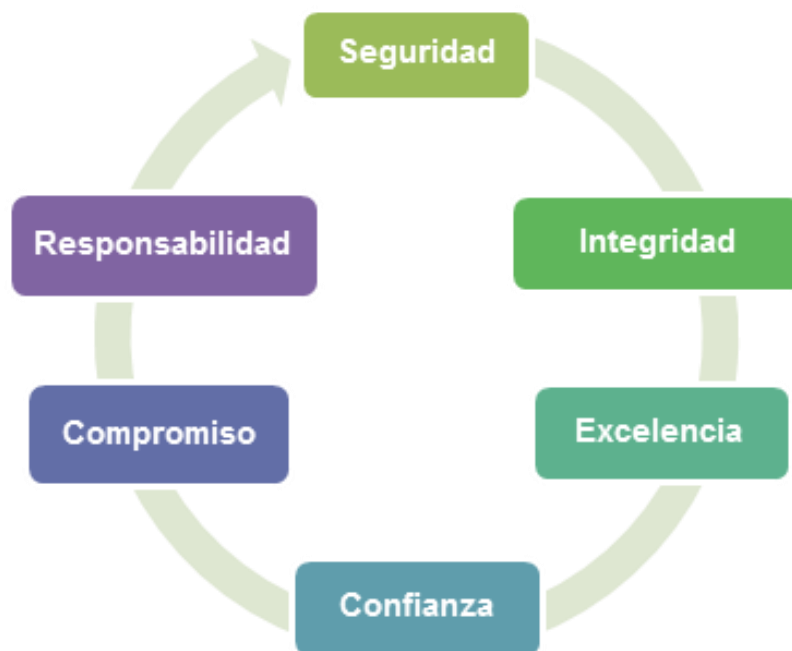 Seguridad
Integridad
Excelencia
Confianza
Compromiso
Responsabilidad